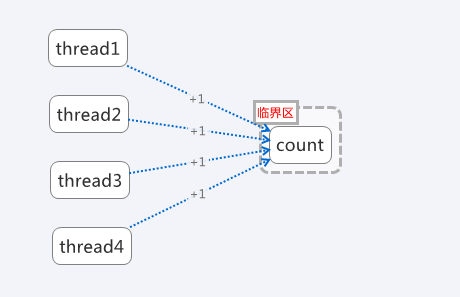 thread1
+1
临界区
thread2
+1
count
thread3
+1
thread4
+1